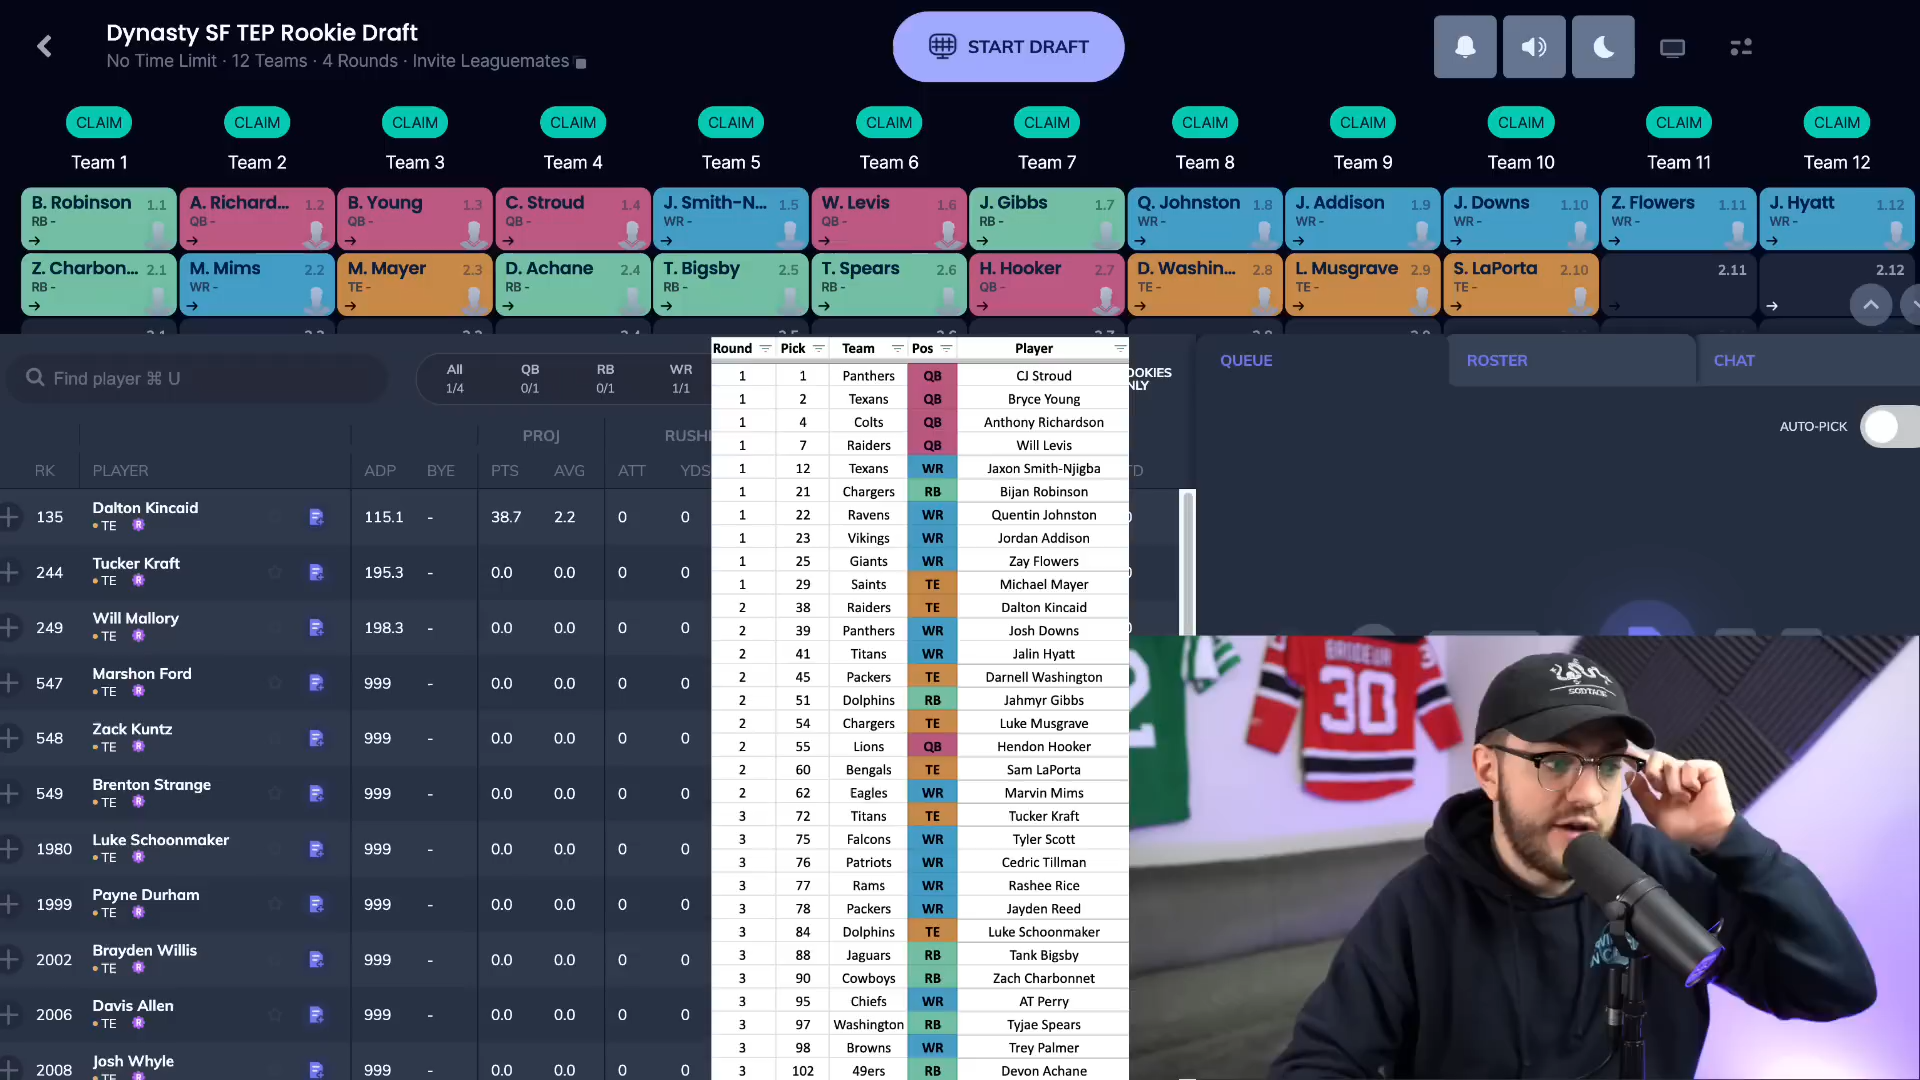 Dynasty SF TEP Rookie Draft
No Time Limit · 12 Teams · 4 Rounds · Invite Leaguemates
START DRAFT
CLAIM CLAIM CLAIM CLAIM CLAIM CLAIM CLAIM CLAIM CLAIM CLAIM CLAIM CLAIM
Team 1 Team 2 Team 3 Team 4 Team 5 Team 6 Team 7 Team 8 Team 9 Team 10 Team 11 Team 12
B. Robinson 1.1 A. Richard... 1.2 B. Young 1.3 C. Stroud 1.4 J. Smith-N... 1.5 W. Levis 1.6 J. Gibbs 1.7 Q. Johnston 1.8 J. Addison 1.9 J. Downs 1.10 Z. Flowers 1.11 J. Hyatt 1.12
RB - QB - QB - QB - WR - QB - RB - WR - WR - WR - WR - WR -
Z. Charbon... 2.1 M. Mims 2.2 M. Mayer 2.3 D. Achane 2.4 T. Bigsby 2.5 T. Spears 2.6 H. Hooker 2.7 D. Washin... 2.8 L. Musgrave 2.9 S. LaPorta 2.10 2.11 2.12
RB - WR - TE - RB - RB - RB - QB - TE - TE - TE -
Find player ⌘ U
All QB RB WR
1/4 0/1 0/1 1/1
PROJ
RK PLAYER ADP BYE PTS AVG ATT YDS
135 Dalton Kincaid TE R 115.1 - 38.7 2.2 0 0
244 Tucker Kraft TE R 195.3 - 0.0 0.0 0 0
249 Will Mallory TE R 198.3 - 0.0 0.0 0 0
547 Marshon Ford TE R 999 - 0.0 0.0 0 0
548 Zack Kuntz TE R 999 - 0.0 0.0 0 0
549 Brenton Strange TE R 999 - 0.0 0.0 0 0
1980 Luke Schoonmaker TE R 999 - 0.0 0.0 0 0
1999 Payne Durham TE R 999 - 0.0 0.0 0 0
2002 Brayden Willis TE R 999 - 0.0 0.0 0 0
2006 Davis Allen TE R 999 - 0.0 0.0 0 0
2008 Josh Whyle TE 999 - 0.0 0.0 0 0
Round Pick Team Pos Player
1 1 Panthers QB CJ Stroud
1 2 Texans QB Bryce Young
1 4 Colts QB Anthony Richardson
1 7 Raiders QB Will Levis
1 12 Texans WR Jaxon Smith-Njigba
1 21 Chargers RB Bijan Robinson
1 22 Ravens WR Quentin Johnston
1 23 Vikings WR Jordan Addison
1 25 Giants WR Zay Flowers
1 29 Saints TE Michael Mayer
2 38 Raiders TE Dalton Kincaid
2 39 Panthers WR Josh Downs
2 41 Titans WR Jalin Hyatt
2 45 Packers TE Darnell Washington
2 51 Dolphins RB Jahmyr Gibbs
2 54 Chargers TE Luke Musgrave
2 55 Lions QB Hendon Hooker
2 60 Bengals TE Sam LaPorta
2 62 Eagles WR Marvin Mims
3 72 Titans TE Tucker Kraft
3 75 Falcons WR Tyler Scott
3 76 Patriots WR Cedric Tillman
3 77 Rams WR Rashee Rice
3 78 Packers WR Jayden Reed
3 84 Dolphins TE Luke Schoonmaker
3 88 Jaguars RB Tank Bigsby
3 90 Cowboys RB Zach Charbonnet
3 95 Chiefs WR AT Perry
3 97 Washington RB Tyjae Spears
3 98 Browns WR Trey Palmer
3 102 49ers RB Devon Achane
QUEUE ROSTER CHAT
AUTO-PICK
BRODEUR
30